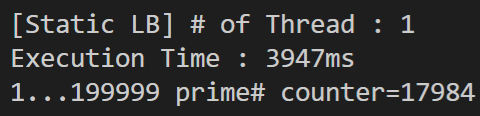 [Static LB] # of Thread : 1
Execution Time : 3947ms
1...199999 prime# counter=17984